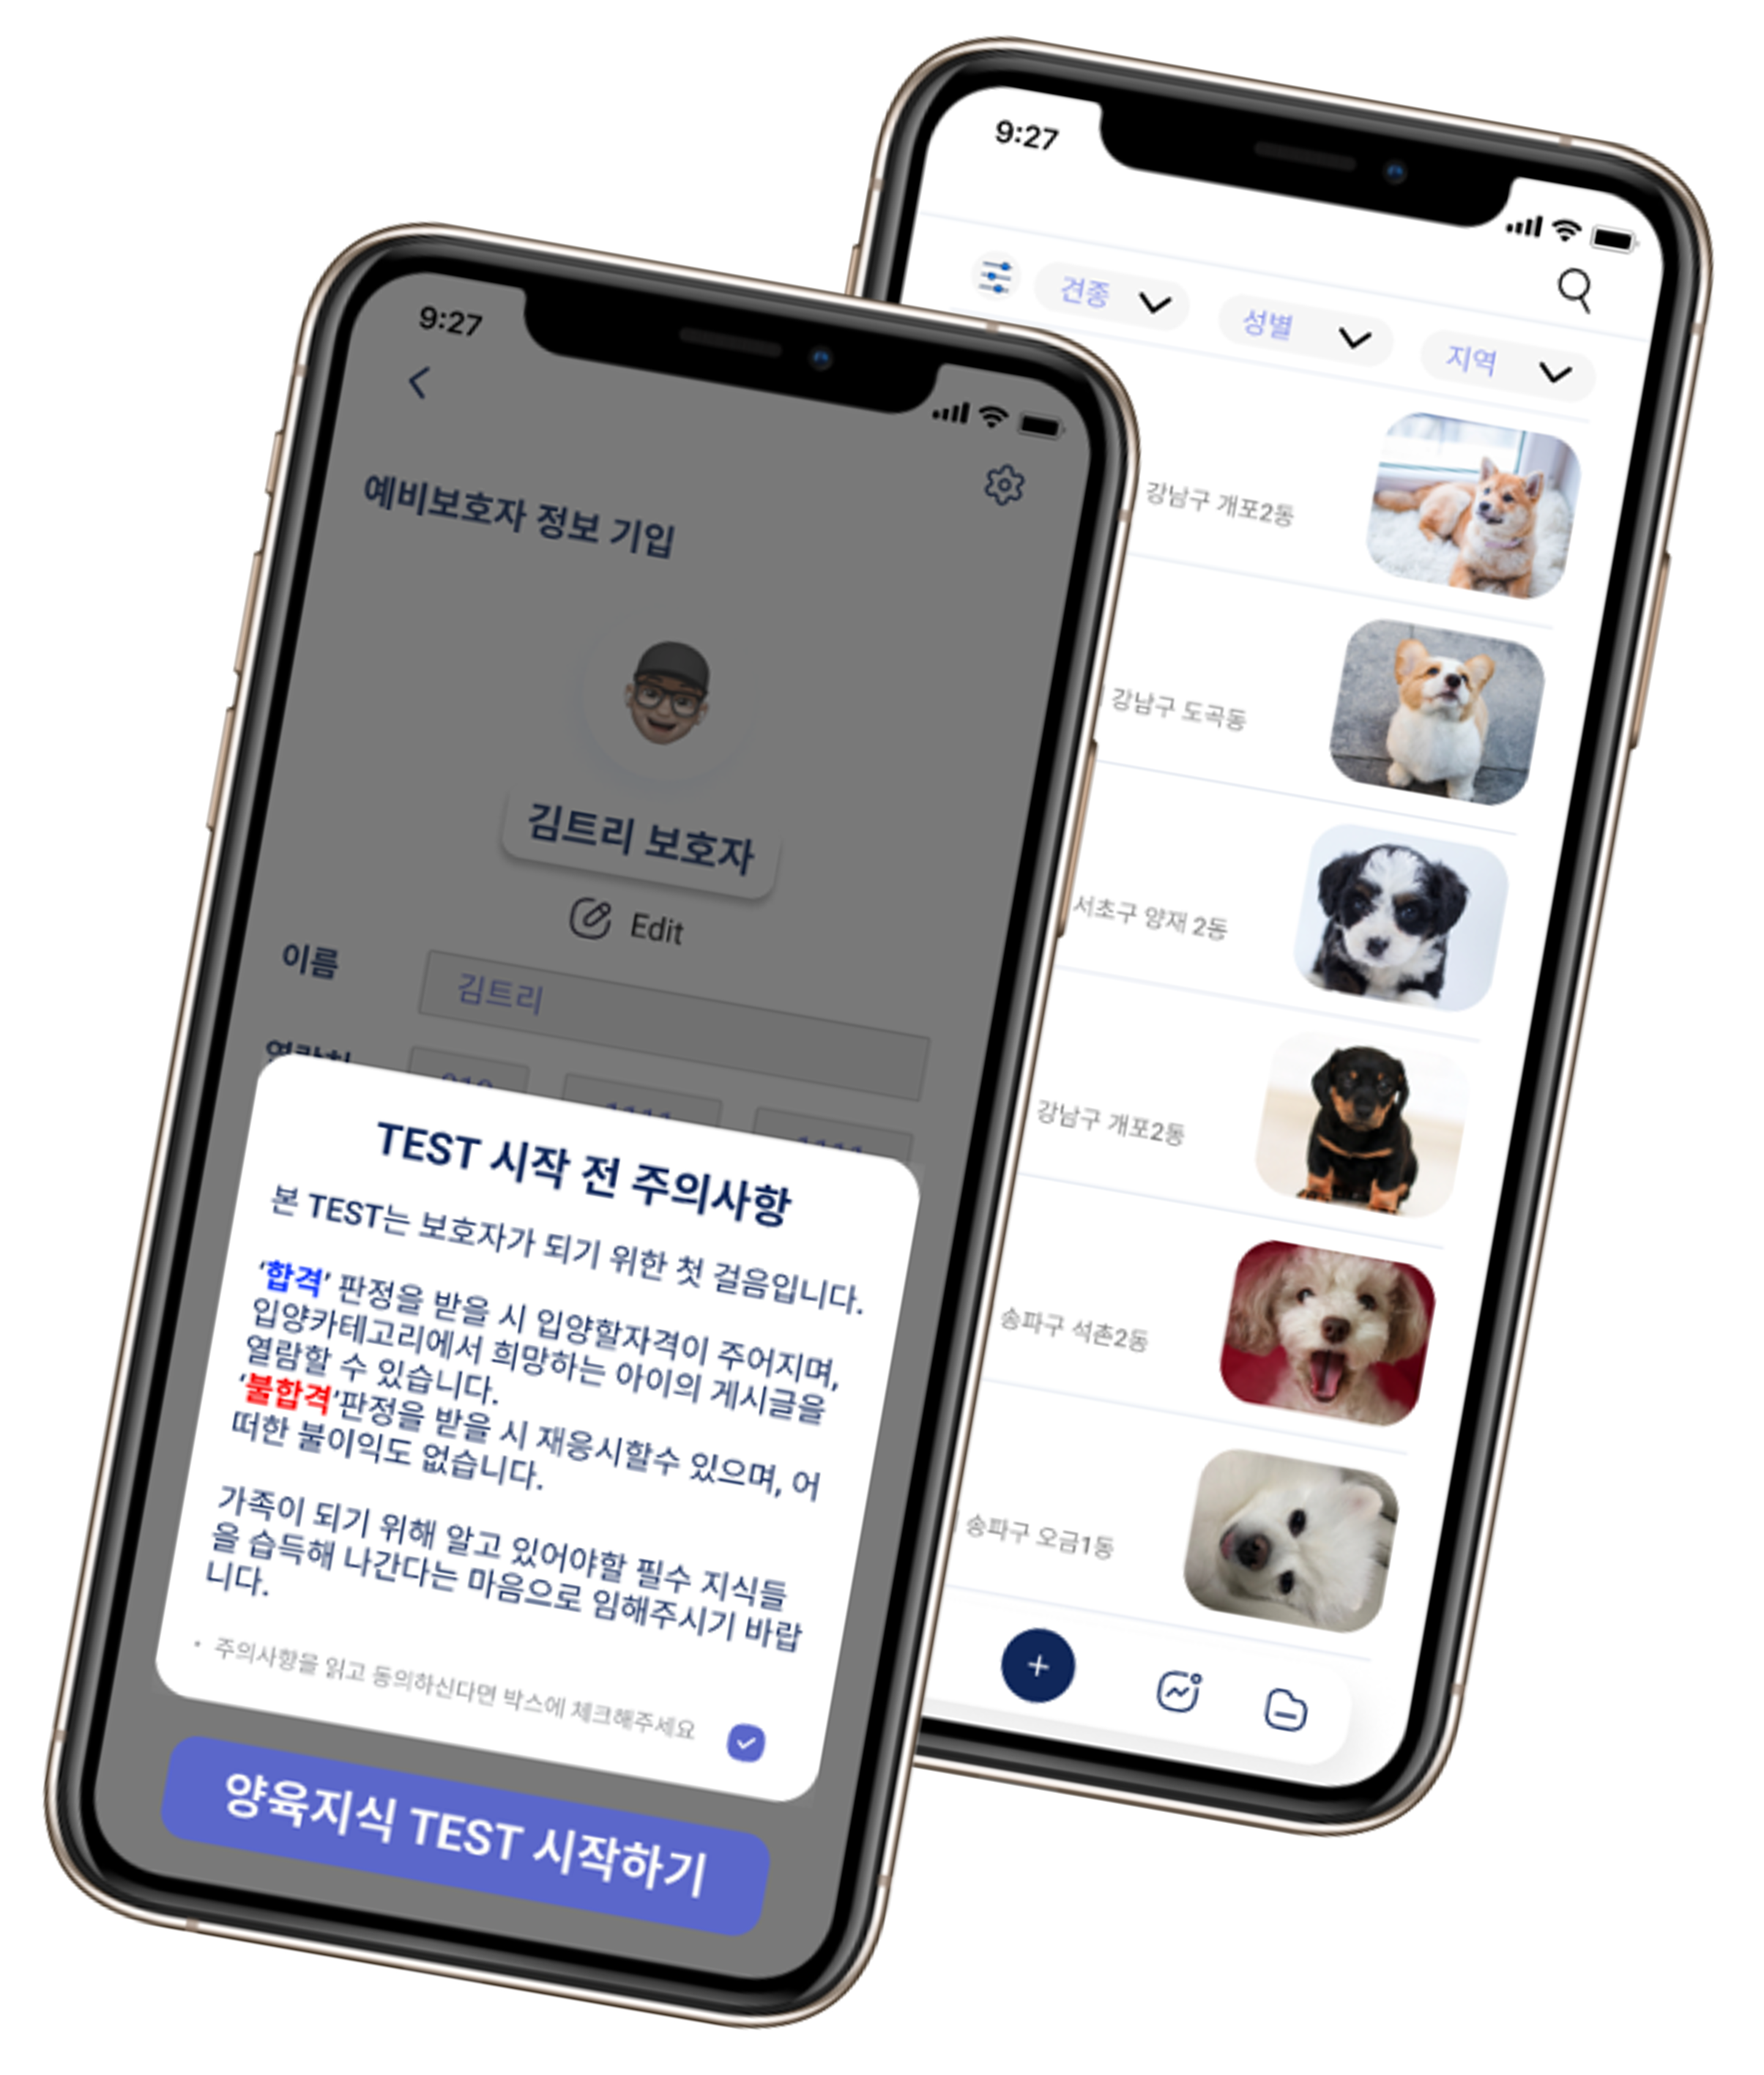 9:27
예비보호자 정보 기입
김트리 보호자
Edit
이름
김트리
TEST 시작 전 주의사항
본 TEST는 보호자가 되기 위한 첫 걸음입니다.
‘합격’ 판정을 받을 시 입양할자격이 주어지며,
입양카테고리에서 희망하는 아이의 게시글을
열람할 수 있습니다.
‘불합격’판정을 받을 시 재응시할수 있으며, 어
떠한 불이익도 없습니다.
가족이 되기 위해 알고 있어야할 필수 지식들
을 습득해 나간다는 마음으로 임해주시기 바랍
니다.
• 주의사항을 읽고 동의하신다면 박스에 체크해주세요
양육지식 TEST 시작하기
9:27
견종
성별
지역
강남구 개포2동
강남구 도곡동
서초구 양재 2동
강남구 개포2동
송파구 석촌2동
송파구 오금1동